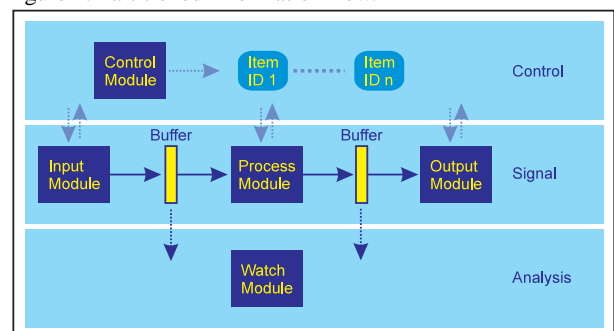 Control
Module
Item
ID 1
Item
ID n
Control
Buffer
Buffer
Input
Module
Process
Module
Output
Module
Signal
Watch
Module
Analysis